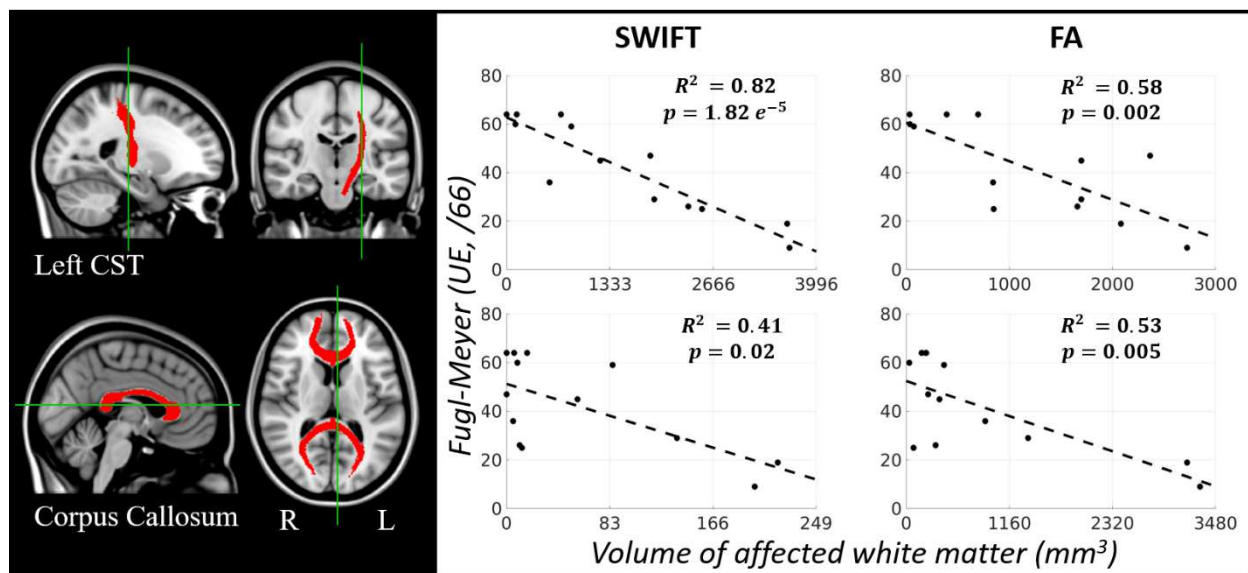 Left CST
Corpus Callosum
R
L
SWIFT
FA
Fugl-Meyer (UE, /66)
80
60
40
20
0
R² = 0.82
p = 1.82 e⁻⁵
0
1333
2666
3996
80
60
40
20
0
R² = 0.58
p = 0.002
0
1000
2000
3000
80
60
40
20
0
R² = 0.41
p = 0.02
0
83
166
249
80
60
40
20
0
R² = 0.53
p = 0.005
0
1160
2320
3480
Volume of affected white matter (mm³)